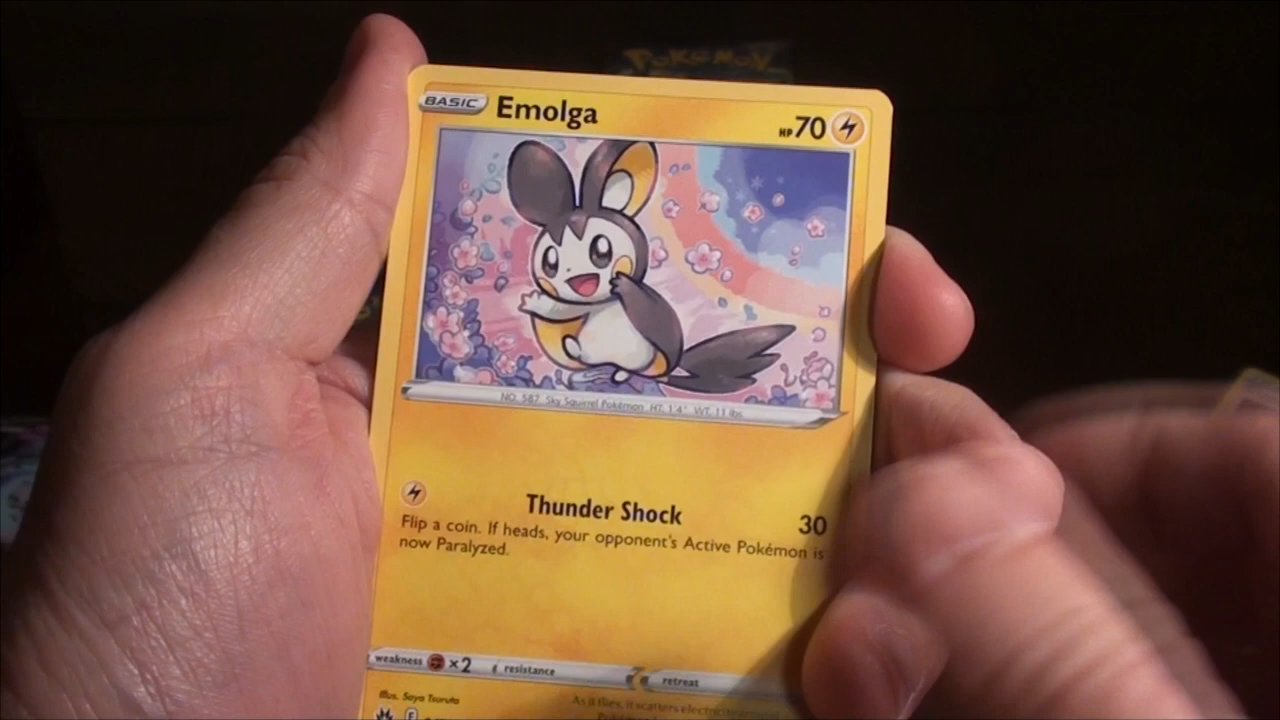 POKÉMON
BASIC Emolga HP 70
NO. 587 Sky Squirrel Pokémon HT: 1'4" WT: 11 lbs.
Thunder Shock 30
Flip a coin. If heads, your opponent's Active Pokémon is
now Paralyzed.
weakness ×2 resistance retreat
Illus. Saya Tsuruta
As it flies, it scatters electric
F